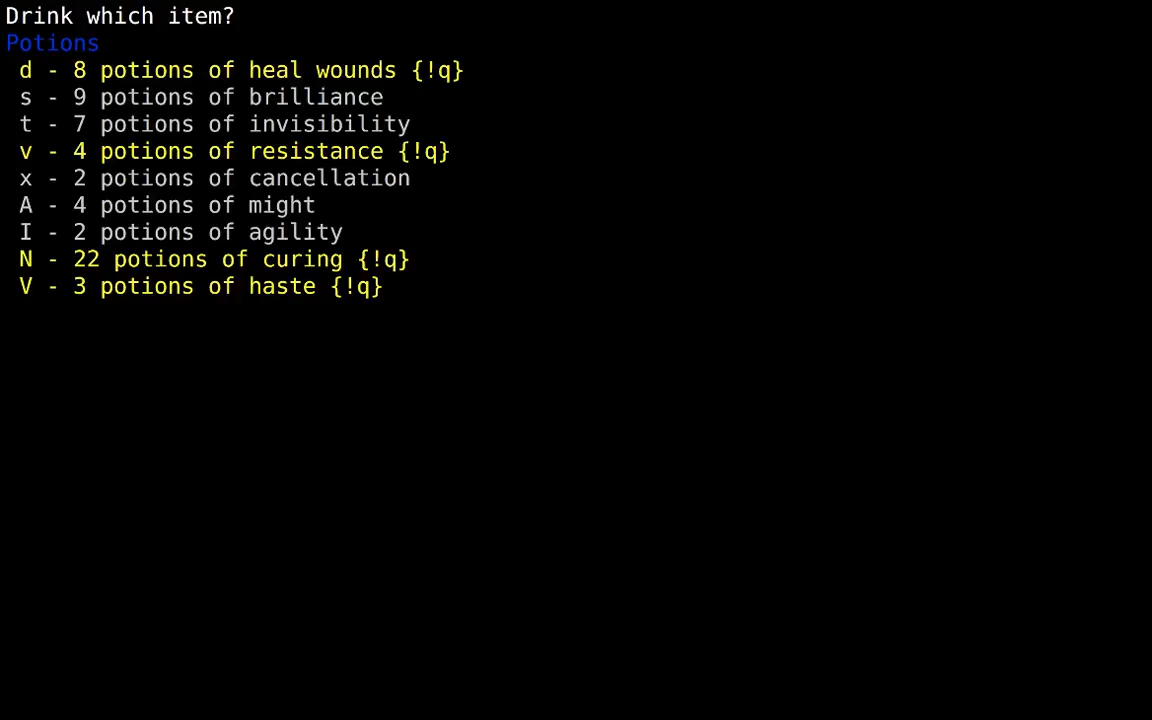 Drink which item?
Potions
d - 8 potions of heal wounds {!q}
s - 9 potions of brilliance
t - 7 potions of invisibility
v - 4 potions of resistance {!q}
x - 2 potions of cancellation
A - 4 potions of might
I - 2 potions of agility
N - 22 potions of curing {!q}
V - 3 potions of haste {!q}